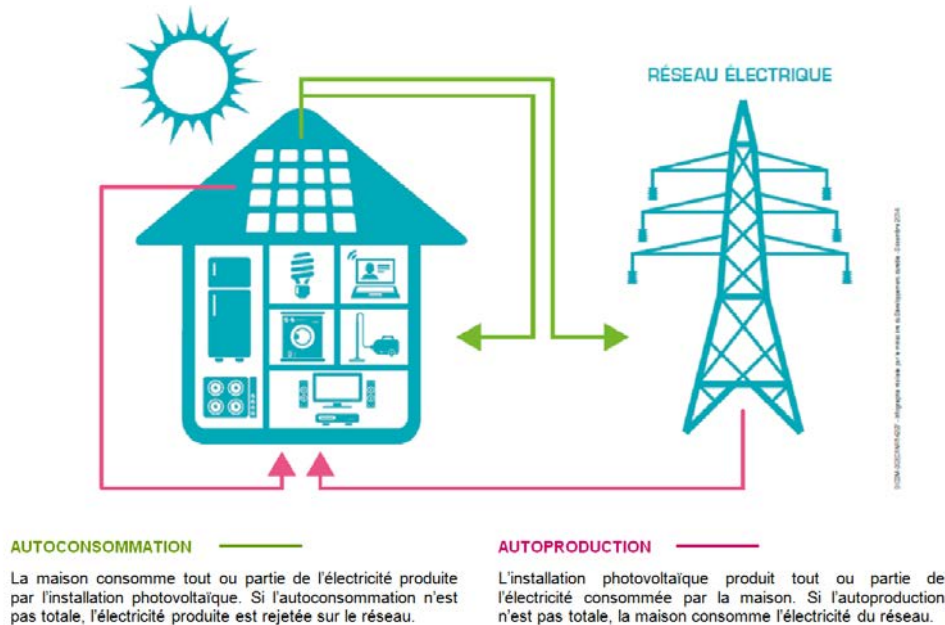 RÉSEAU ÉLECTRIQUE
AUTOCONSOMMATION
La maison consomme tout ou partie de l'électricité produite
par l'installation photovoltaïque. Si l'autoconsommation n'est
pas totale, l'électricité produite est rejetée sur le réseau.
AUTOPRODUCTION
L'installation photovoltaïque produit tout ou partie de
l'électricité consommée par la maison. Si l'autoproduction
n'est pas totale, la maison consomme l'électricité du réseau.